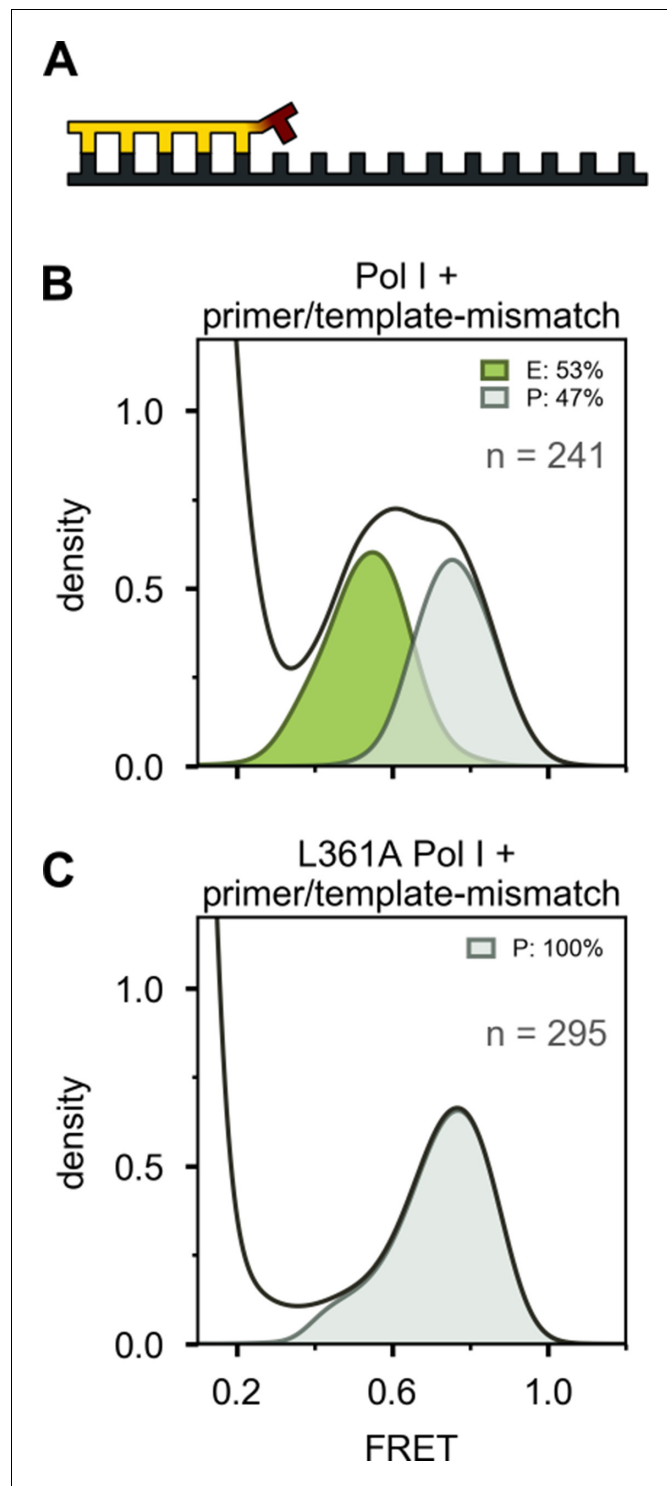 A
B
Pol I +
primer/template-mismatch
E: 53%
P: 47%
n = 241
density
1.0
0.5
0.0
C
L361A Pol I +
primer/template-mismatch
P: 100%
n = 295
density
1.0
0.5
0.0
0.2 0.6 1.0
FRET